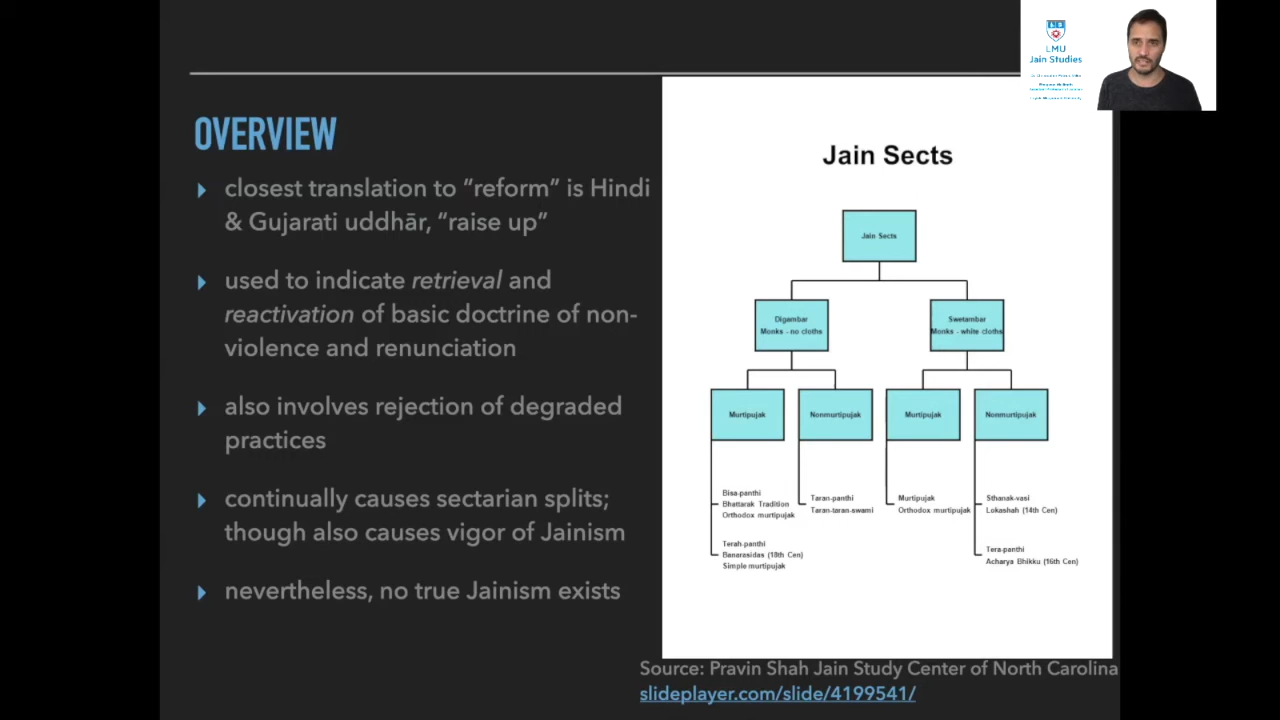 LMU
Jain Studies
OVERVIEW
closest translation to “reform” is Hindi
& Gujarati uddhār, “raise up”
used to indicate retrieval and
reactivation of basic doctrine of non-
violence and renunciation
also involves rejection of degraded
practices
continually causes sectarian splits;
though also causes vigor of Jainism
nevertheless, no true Jainism exists
Jain Sects
Jain Sects
Digambar
Monks - no cloths
Swetambar
Monks - white cloths
Murtipujak
Nonmurtipujak
Murtipujak
Nonmurtipujak
Bisa-panthi
Bhattarak Tradition
Orthodox murtipujak
Terah-panthi
Banarasidas (18th Cen)
Simple murtipujak
Taran-panthi
Taran-taran-swami
Murtipujak
Orthodox murtipujak
Sthanak-vasi
Lokashah (14th Cen)
Tera-panthi
Acharya Bhikku (16th Cen)
Source: Pravin Shah Jain Study Center of North Carolina
slideplayer.com/slide/4199541/